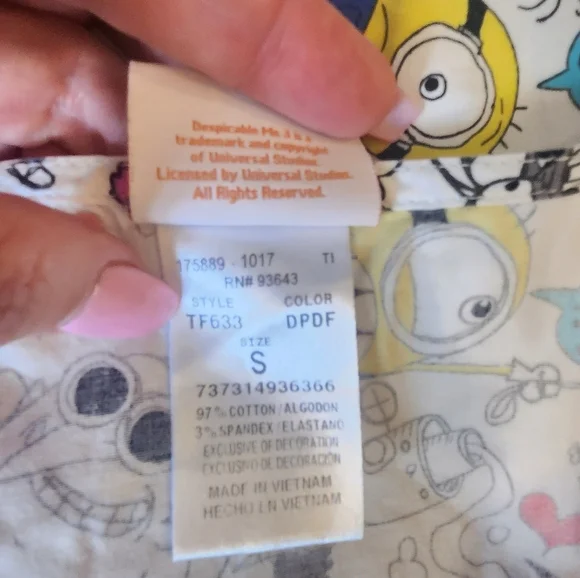 Despicable Me 3 is a
trademark and copyright
of Universal Studios.
Licensed by Universal Studios.
All Rights Reserved.
175889 - 1017 TI
RN# 93643
STYLE COLOR
TF633 DPDF
SIZE
S
737314936366
97% COTTON/ALGODON
3% SPANDEX/ELASTANO
EXCLUSIVE OF DECORATION
EXCLUSIVO DE DECORACIÓN
MADE IN VIETNAM
HECHO EN VIETNAM